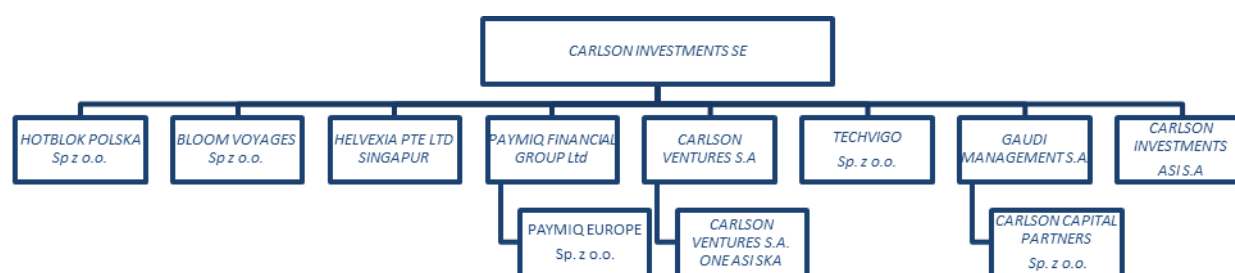 CARLSON INVESTMENTS SE
HOTBLOK POLSKA
Sp z o.o.
BLOOM VOYAGES
Sp z o.o.
HELVEXIA PTE LTD
SINGAPUR
PAYMIQ FINANCIAL
GROUP Ltd
CARLSON
VENTURES S.A
TECHVIGO
Sp. z o.o.
GAUDI
MANAGEMENT S.A.
CARLSON
INVESTMENTS
ASI S.A
PAYMIQ EUROPE
Sp. z o.o.
CARLSON
VENTURES S.A.
ONE ASI SKA
CARLSON CAPITAL
PARTNERS
Sp. z o.o.